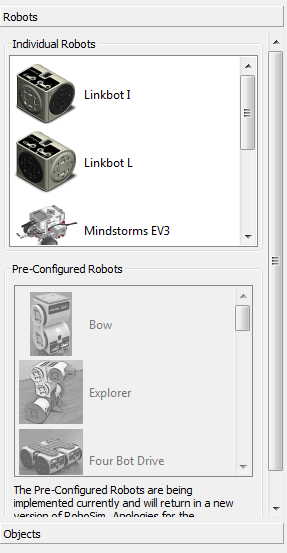 Robots
Individual Robots
Linkbot I
Linkbot L
Mindstorms EV3
Pre-Configured Robots
Bow
Explorer
Four Bot Drive
The Pre-Configured Robots are being
implemented currently and will return in a new
version of RoboSim. Apologies for the
Objects